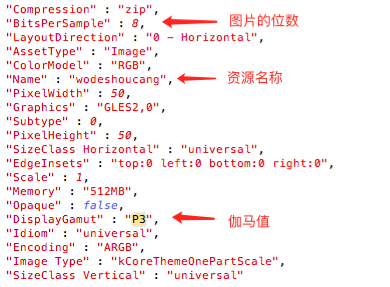 "Compression" : "zip",
"BitsPerSample" : 8, 图片的位数
"LayoutDirection" : "0 - Horizontal",
"AssetType" : "Image",
"ColorModel" : "RGB",
"Name" : "wodeshoucang", 资源名称
"PixelWidth" : 50,
"Graphics" : "GLES2,0",
"Subtype" : 0,
"PixelHeight" : 50,
"SizeClass Horizontal" : "universal",
"EdgeInsets" : "top:0 left:0 bottom:0 right:0",
"Scale" : 1,
"Memory" : "512MB",
"Opaque" : false,
"DisplayGamut" : "P3", 伽马值
"Idiom" : "universal",
"Encoding" : "ARGB",
"Image Type" : "kCoreThemeOnePartScale",
"SizeClass Vertical" : "universal"